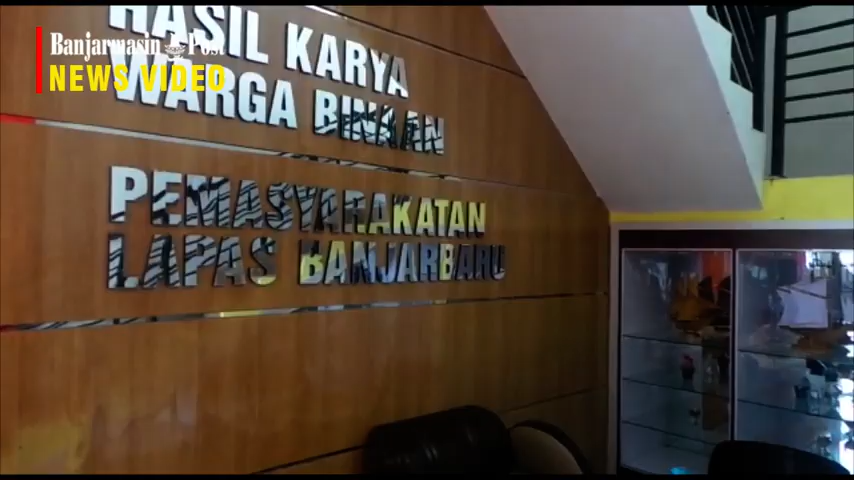 Banjarmasin Post
NEWS VIDEO
HASIL KARYA
WARGA BINAAN
PEMASYARAKATAN
LAPAS BANJARBARU